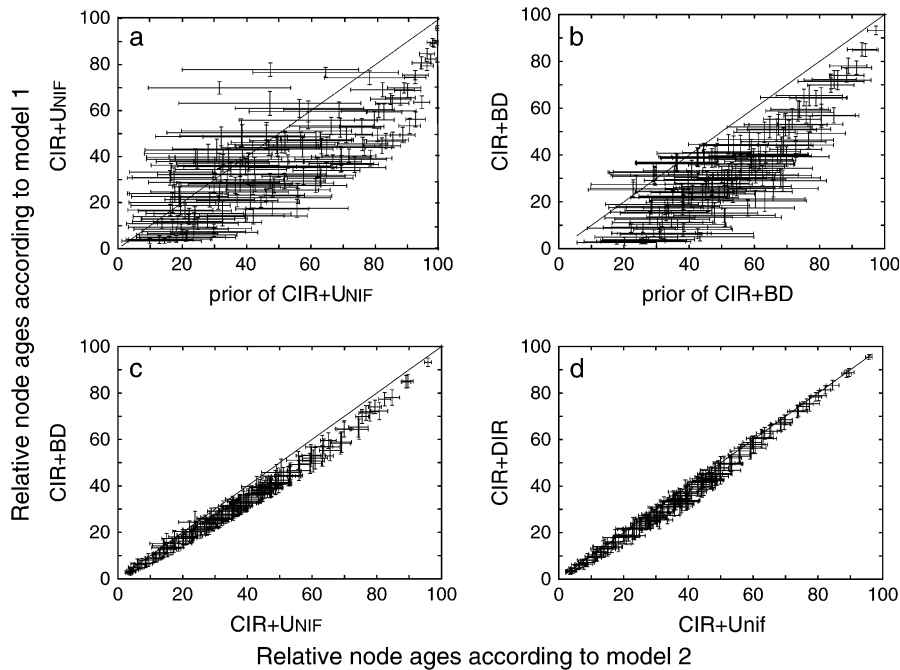 Relative node ages according to model 1
a
CIR+UNIF
100
80
60
40
20
0
0 20 40 60 80 100
prior of CIR+UNIF
b
CIR+BD
100
80
60
40
20
0
0 20 40 60 80 100
prior of CIR+BD
c
CIR+BD
100
80
60
40
20
0
0 20 40 60 80 100
CIR+UNIF
d
CIR+DIR
100
80
60
40
20
0
0 20 40 60 80 100
CIR+Unif
Relative node ages according to model 2